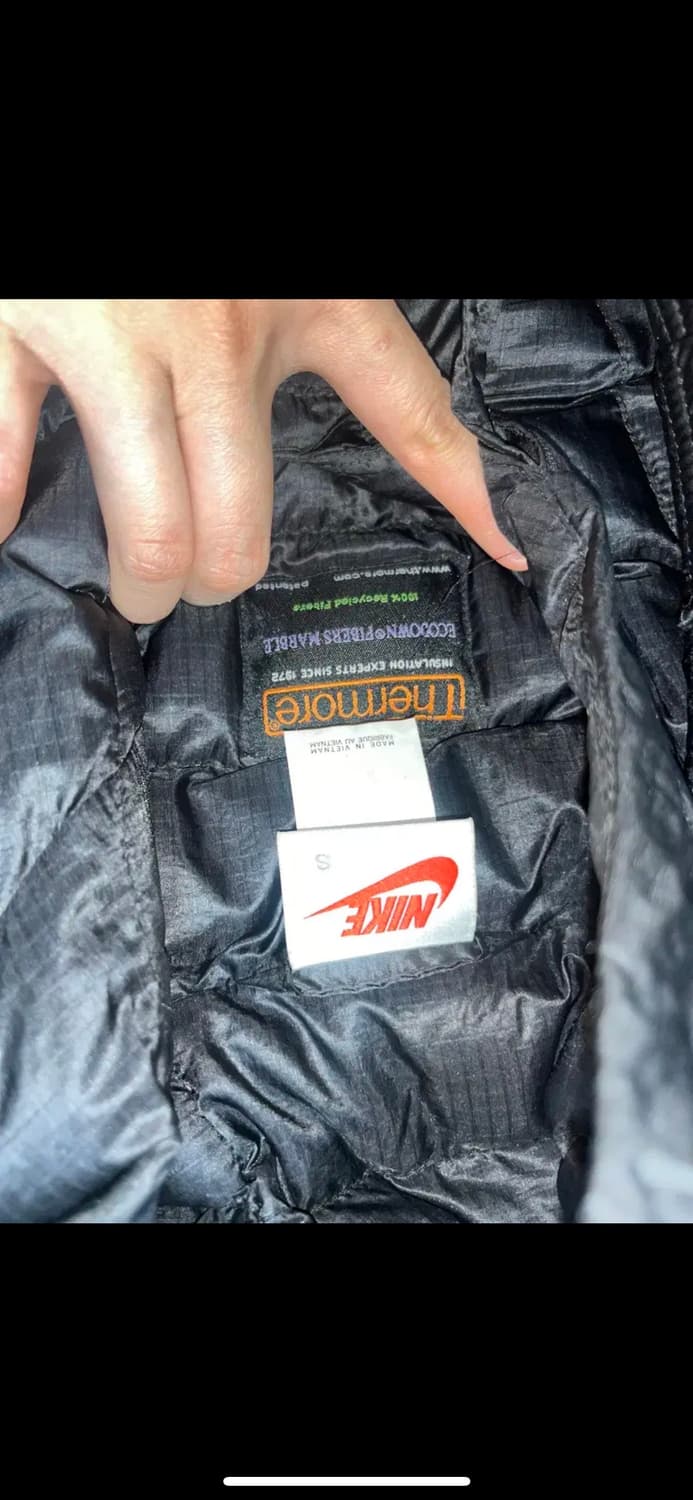 NIKE
S
MADE IN VIETNAM
FABRIQUE AU VIETNAM
Thermore®
INSULATION EXPERTS SINCE 1972
ECODOWN® FIBERS MARBLE
100% Recycled Fibers
www.thermore.com
patented